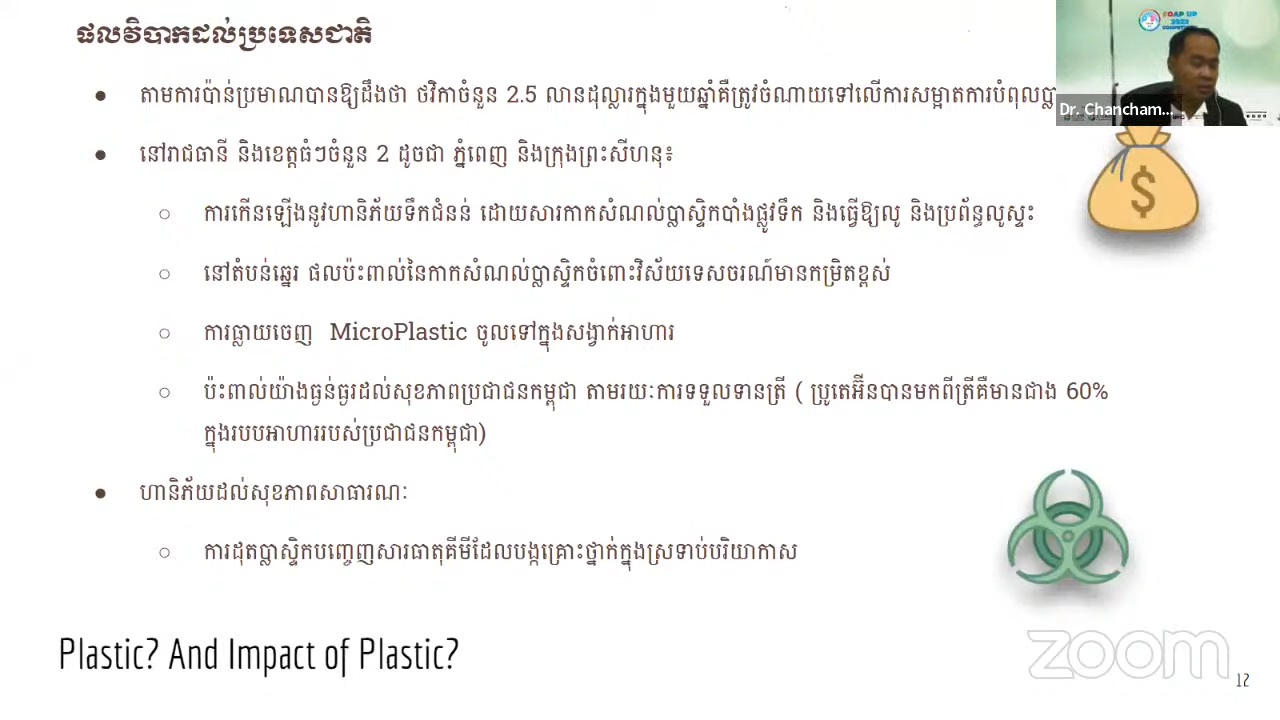 ផលវិបាកដល់ប្រទេសជាតិ
● តាមការប៉ាន់ប្រមាណបានឱ្យដឹងថា ថវិកាចំនួន 2.5 លានដុល្លារក្នុងមួយឆ្នាំគឺត្រូវចំណាយទៅលើការសម្អាតការបំពុលប្លា
● នៅរាជធានី និងខេត្តធំៗចំនួន 2 ដូចជា ភ្នំពេញ និងក្រុងព្រះសីហនុ៖
○ ការកើនឡើងនូវហានិភ័យទឹកជំនន់ ដោយសារកាកសំណល់ប្លាស្ទិកបាំងផ្លូវទឹក និងធ្វើឱ្យលូ និងប្រព័ន្ធលូស្ទះ
○ នៅតំបន់ឆ្នេរ ផលប៉ះពាល់នៃកាកសំណល់ប្លាស្ទិកចំពោះវិស័យទេសចរណ៍មានកម្រិតខ្ពស់
○ ការធ្លាយចេញ MicroPlastic ចូលទៅក្នុងសង្វាក់អាហារ
○ ប៉ះពាល់យ៉ាងធ្ងន់ធ្ងរដល់សុខភាពប្រជាជនកម្ពុជា តាមរយៈការទទួលទានត្រី ( ប្រូតេអ៊ីនបានមកពីត្រីគឺមានជាង 60%
ក្នុងរបបអាហាររបស់ប្រជាជនកម្ពុជា)
● ហានិភ័យដល់សុខភាពសាធារណៈ
○ ការដុតប្លាស្ទិកបញ្ចេញសារធាតុគីមីដែលបង្កគ្រោះថ្នាក់ក្នុងស្រទាប់បរិយាកាស
Plastic? And Impact of Plastic?
12
SOAP UP
2023
Dr. Chancham...
$
zoom